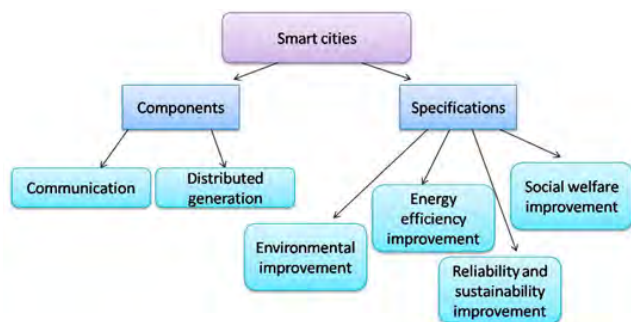 Smart cities
Components
Specifications
Communication
Distributed
generation
Environmental
improvement
Energy
efficiency
improvement
Reliability and
sustainability
improvement
Social welfare
improvement